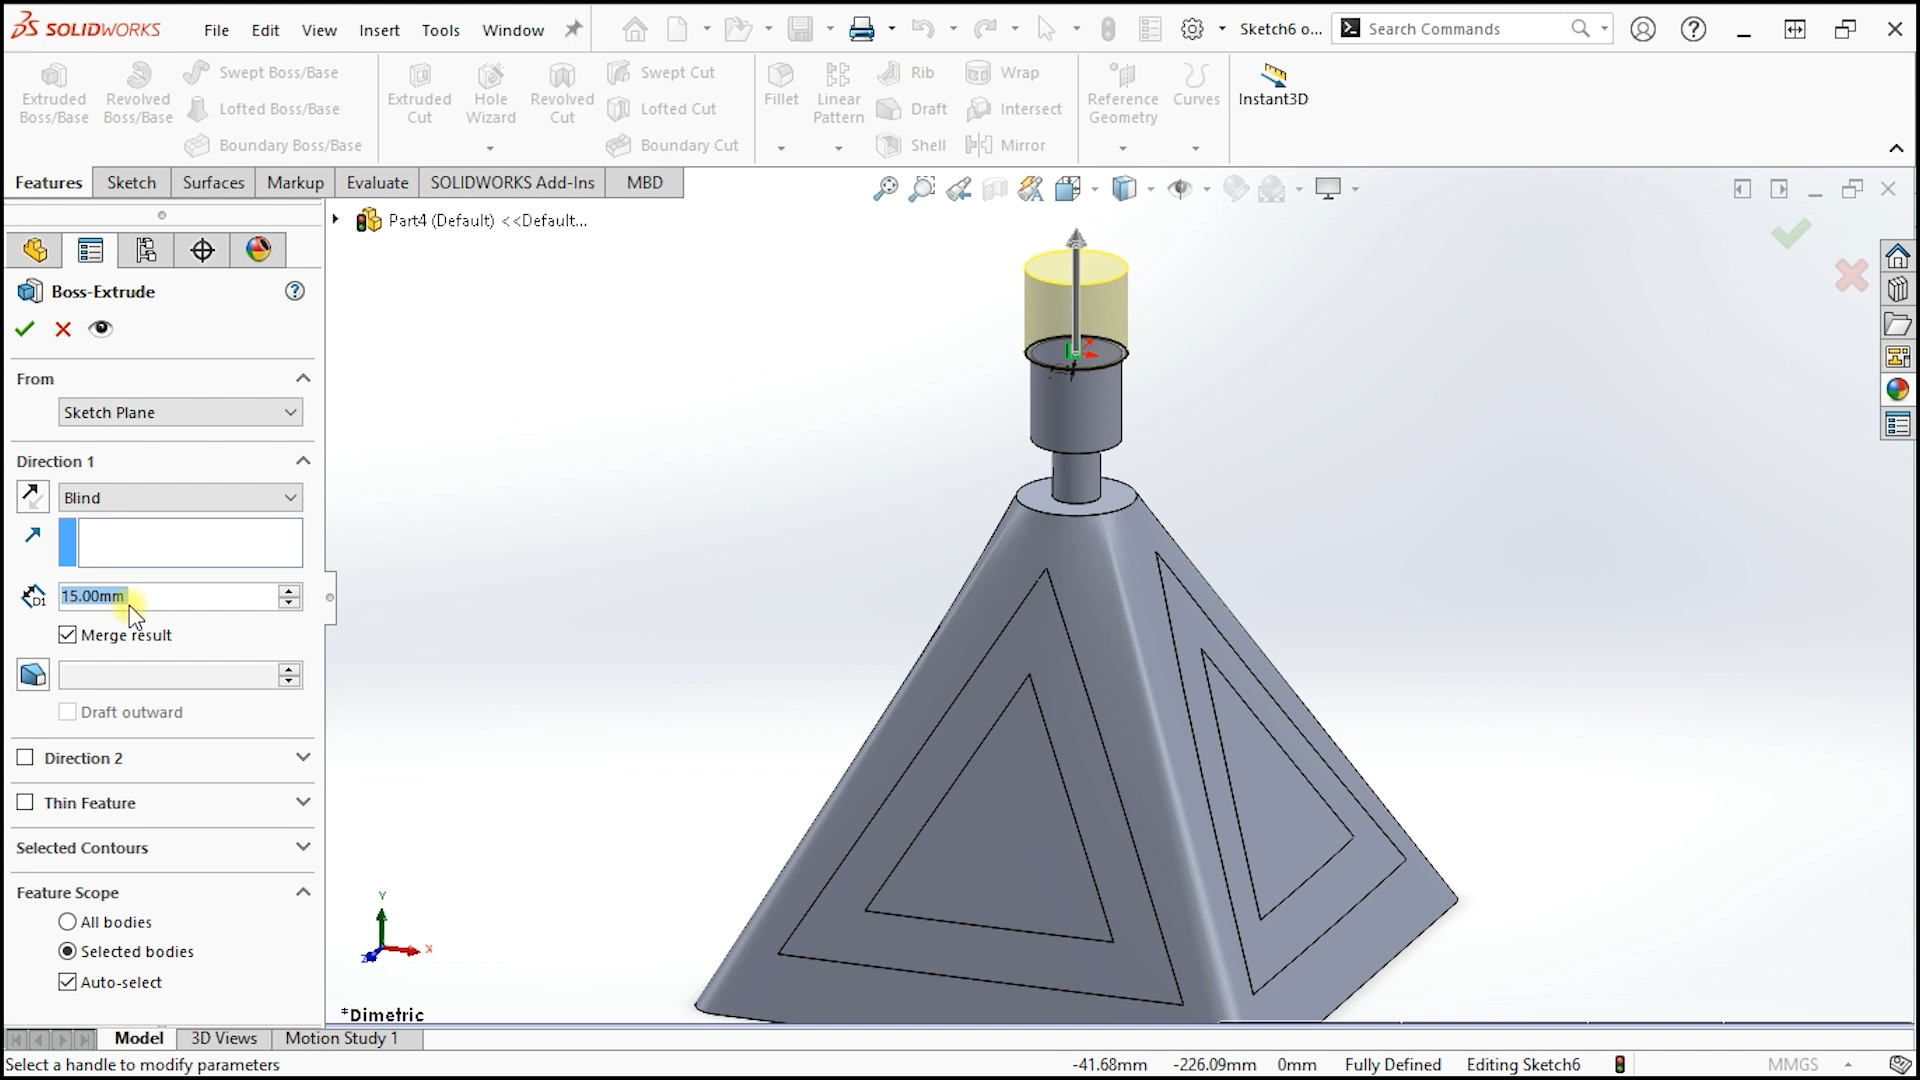 SOLIDWORKS File Edit View Insert Tools Window Sketch6 o... Search Commands
Extruded Boss/Base
Revolved Boss/Base
Swept Boss/Base
Lofted Boss/Base
Boundary Boss/Base
Extruded Cut
Hole Wizard
Revolved Cut
Swept Cut
Lofted Cut
Boundary Cut
Fillet
Linear Pattern
Rib
Draft
Shell
Wrap
Intersect
Mirror
Reference Geometry
Curves
Instant3D
Features Sketch Surfaces Markup Evaluate SOLIDWORKS Add-Ins MBD
Part4 (Default) <<Default...
Boss-Extrude
From
Sketch Plane
Direction 1
Blind
D1 15.00mm
Merge result
Draft outward
Direction 2
Thin Feature
Selected Contours
Feature Scope
All bodies
Selected bodies
Auto-select
Y
X
Z
*Dimetric
Model 3D Views Motion Study 1
Select a handle to modify parameters -41.68mm -226.09mm 0mm Fully Defined Editing Sketch6 MMGS